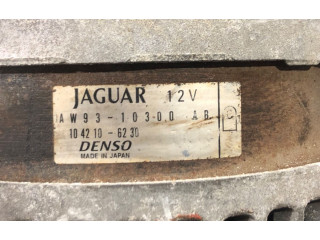 JAGUAR 12V
AW93-10300 AB
104210-6230
DENSO
MADE IN JAPAN